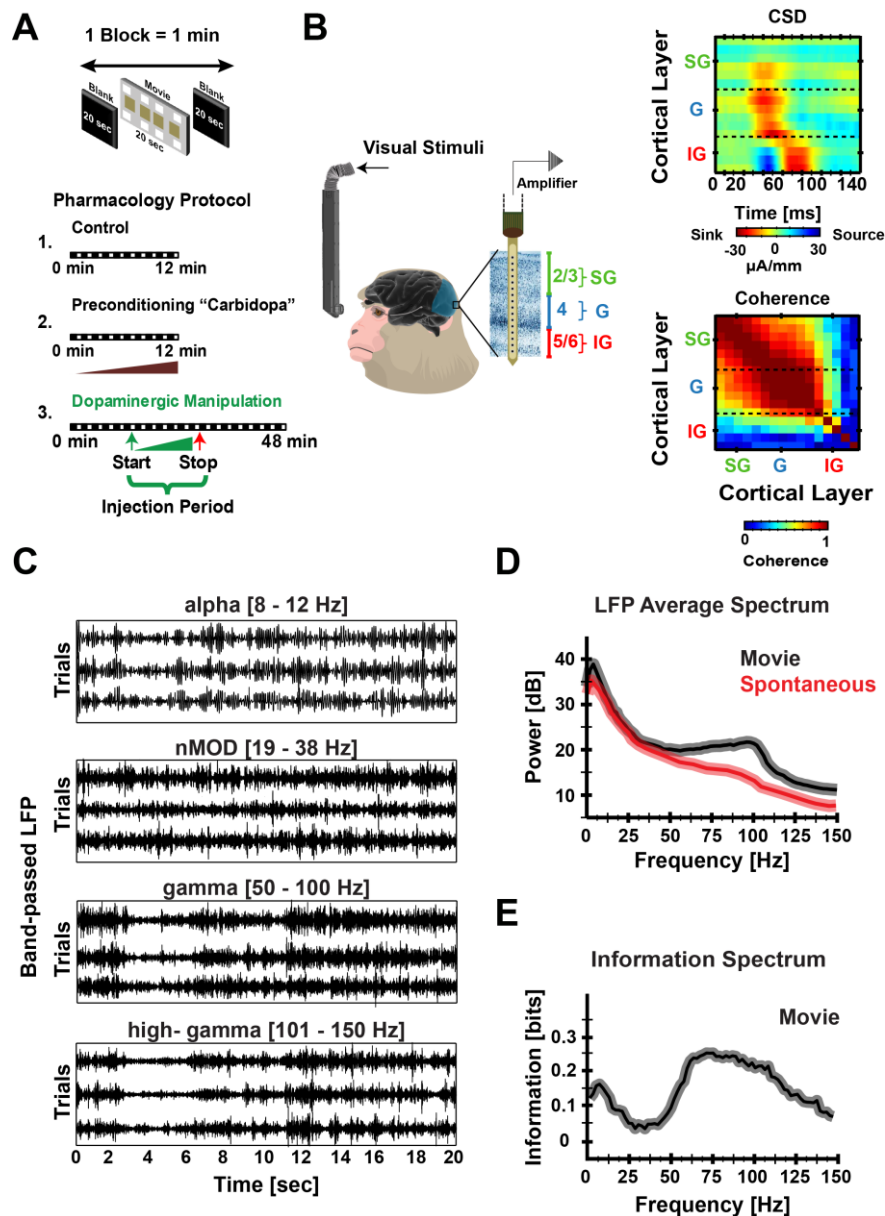 A
1 Block = 1 min
Blank
20 sec
Movie
20 sec
Blank
20 sec
Pharmacology Protocol
1.
Control
0 min
12 min
2.
Preconditioning “Carbidopa”
0 min
12 min
3.
Dopaminergic Manipulation
0 min
48 min
Start
Stop
Injection Period
B
Visual Stimuli
Amplifier
2/3
SG
4
G
5/6
IG
CSD
Cortical Layer
SG
G
IG
0 20 60 100 140
Time [ms]
Sink
Source
-30 0 30
µA/mm
Coherence
Cortical Layer
SG
G
IG
SG G IG
Cortical Layer
0 1
Coherence
C
Band-passed LFP
alpha [8 - 12 Hz]
Trials
nMOD [19 - 38 Hz]
Trials
gamma [50 - 100 Hz]
Trials
high- gamma [101 - 150 Hz]
Trials
0 2 4 6 8 10 12 14 16 18 20
Time [sec]
D
LFP Average Spectrum
Movie
Spontaneous
Power [dB]
40
30
20
10
0 25 50 75 100 125 150
Frequency [Hz]
E
Information Spectrum
Movie
Information [bits]
0.3
0.2
0.1
0
0 25 50 75 100 125 150
Frequency [Hz]